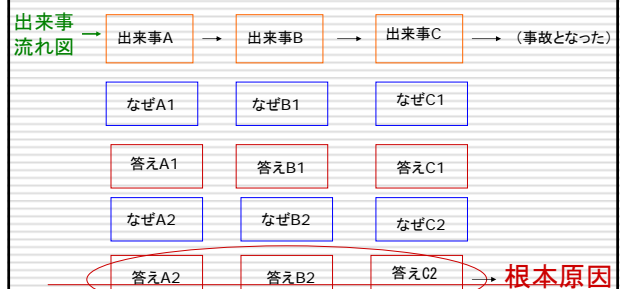 出来事
流れ図
→ 出来事A → 出来事B → 出来事C → (事故となった)
なぜA1 なぜB1 なぜC1
答えA1 答えB1 答えC1
なぜA2 なぜB2 なぜC2
答えA2 答えB2 答えC2 → 根本原因